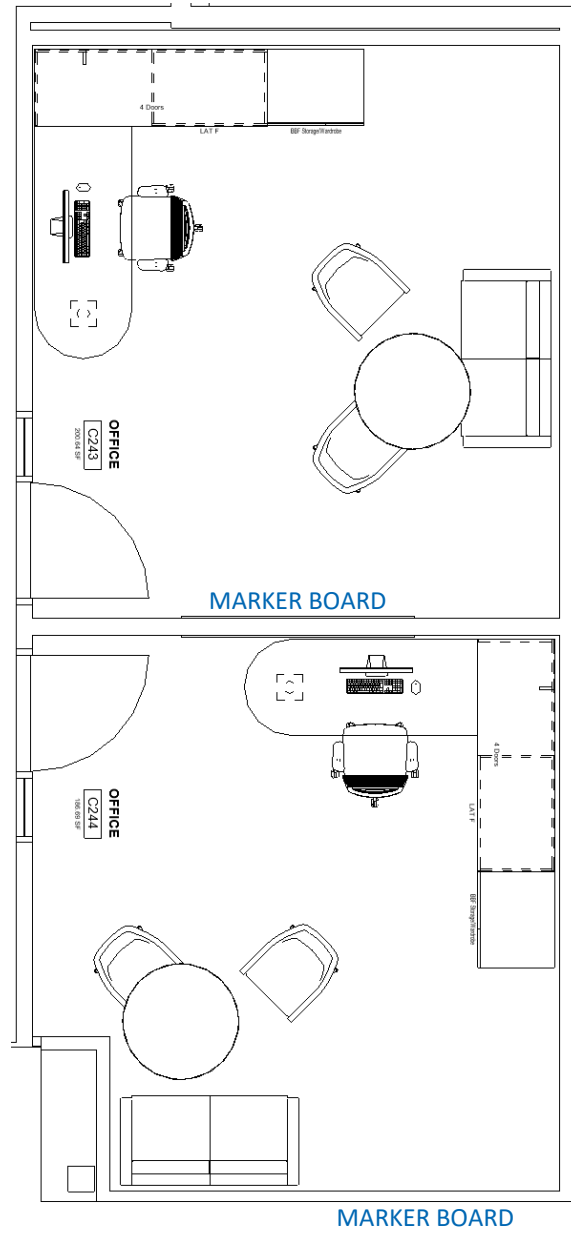 4 Doors
LAT F
BBF Storage/Wardrobe
OFFICE
C243
200.64 SF
MARKER BOARD
OFFICE
C244
186.69 SF
4 Doors
LAT F
BBF Storage/Wardrobe
MARKER BOARD